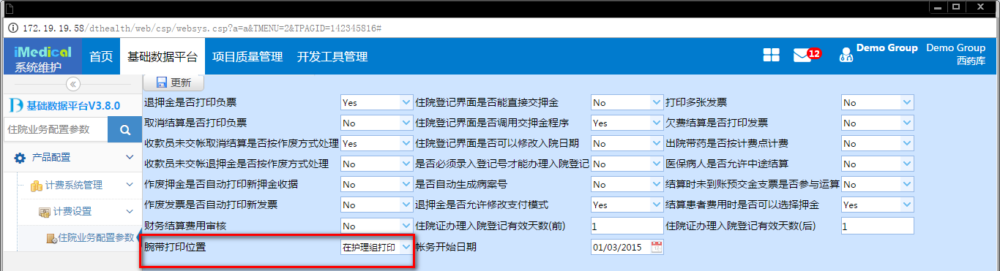 172.19.19.58/dthealth/web/csp/websys.csp?a=a&TMENU=2&TPAGID=142345816#
iMedical
系统维护
首页
基础数据平台
项目质量管理
开发工具管理
12
Demo Group
Demo Group
西药库
基础数据平台V3.8.0
住院业务配置参数
产品配置
计费系统管理
计费设置
住院业务配置参数
更新
退押金是否打印负票 Yes 住院登记界面是否能直接交押金 No 打印多张发票 No
取消结算是否打印负票 No 住院登记界面是否调用交押金程序 Yes 欠费结算是否打印发票 No
收款员未交帐取消结算是否按作废方式处理 Yes 住院登记界面是否可以修改入院日期 No 出院带药是否按计费点计费 No
收款员未交帐退押金是否按作废方式处理 No 是否必须录入登记号才能办理入院登记 No 医保病人是否允许中途结算 No
作废押金是否自动打印新押金收据 No 是否自动生成病案号 No 结算时未到账预交金支票是否参与运算 No
作废发票是否自动打印新发票 No 退押金是否允许修改支付模式 Yes 结算患者费用时是否可以选择押金 Yes
财务结算费用审核 No 住院证办理入院登记有效天数(前) 1 住院证办理入院登记有效天数(后) 1
腕带打印位置 在护理组打印 帐务开始日期 01/03/2015